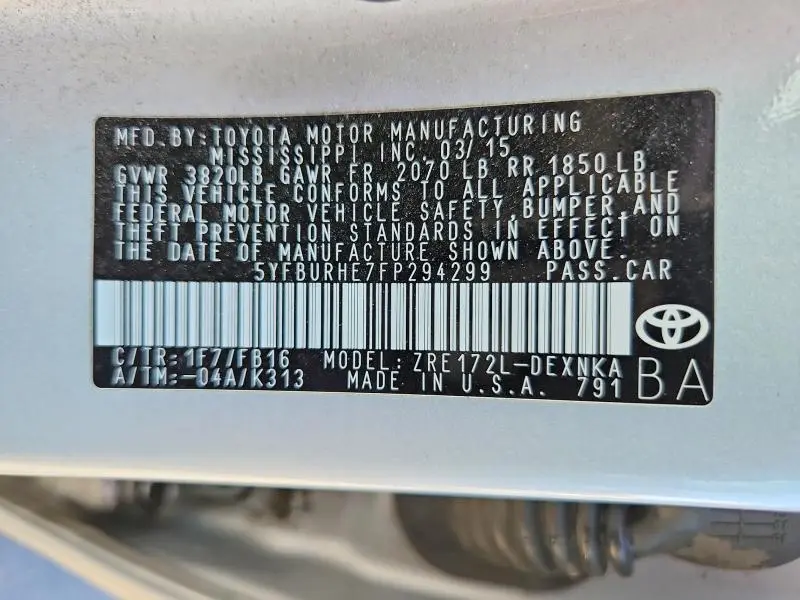 MFD.BY:TOYOTA MOTOR MANUFACTURING
MISSISSIPPI INC. 03/15
GVWR 3820LB GAWR FR 2070 LB RR 1850 LB
THIS VEHICLE CONFORMS TO ALL APPLICABLE
FEDERAL MOTOR VEHICLE SAFETY,BUMPER,AND
THEFT PREVENTION STANDARDS IN EFFECT ON
THE DATE OF MANUFACTURE SHOWN ABOVE.
5YFBURHE7FP294299 PASS.CAR
C/TR:1F7/FB16 MODEL:ZRE172L-DEXNKA
A/TM:-04A/K313 MADE IN U.S.A. 791
BA